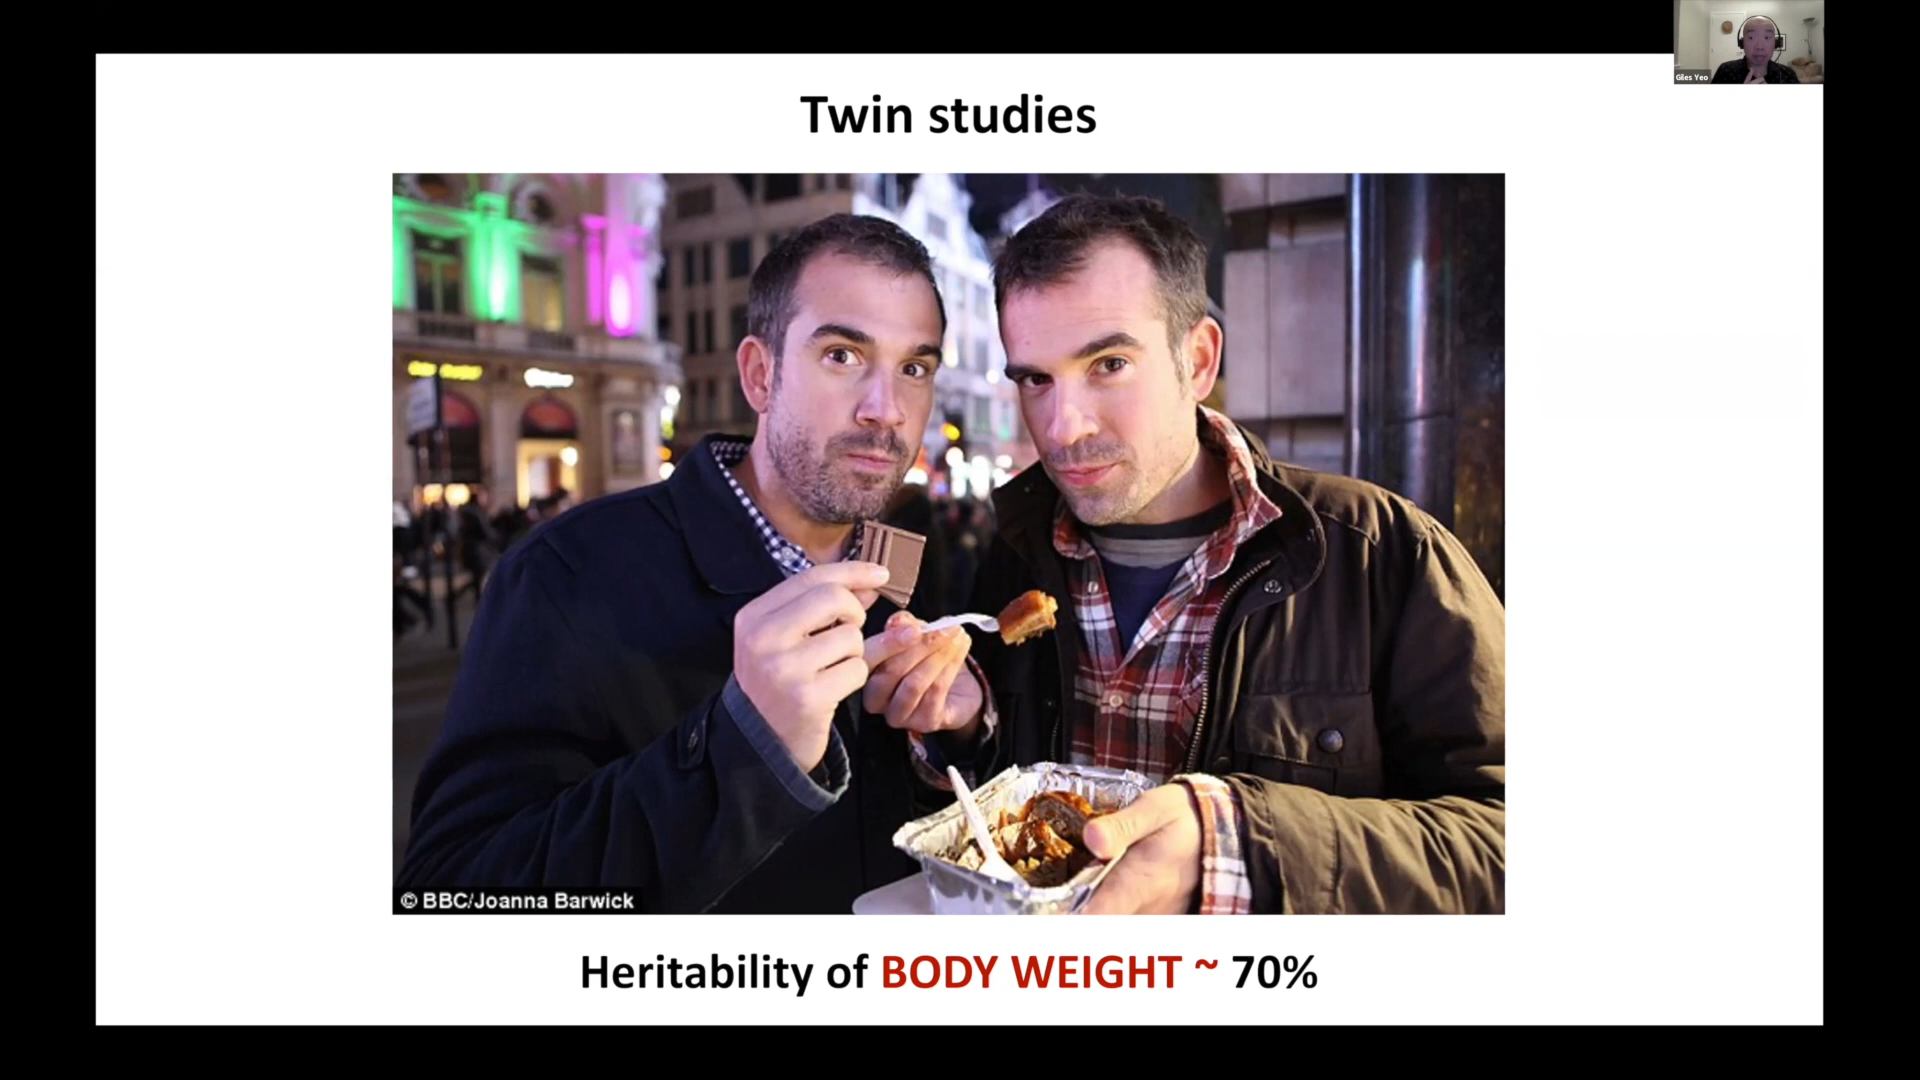 Giles Yeo
Twin studies
© BBC/Joanna Barwick
Heritability of BODY WEIGHT ~ 70%